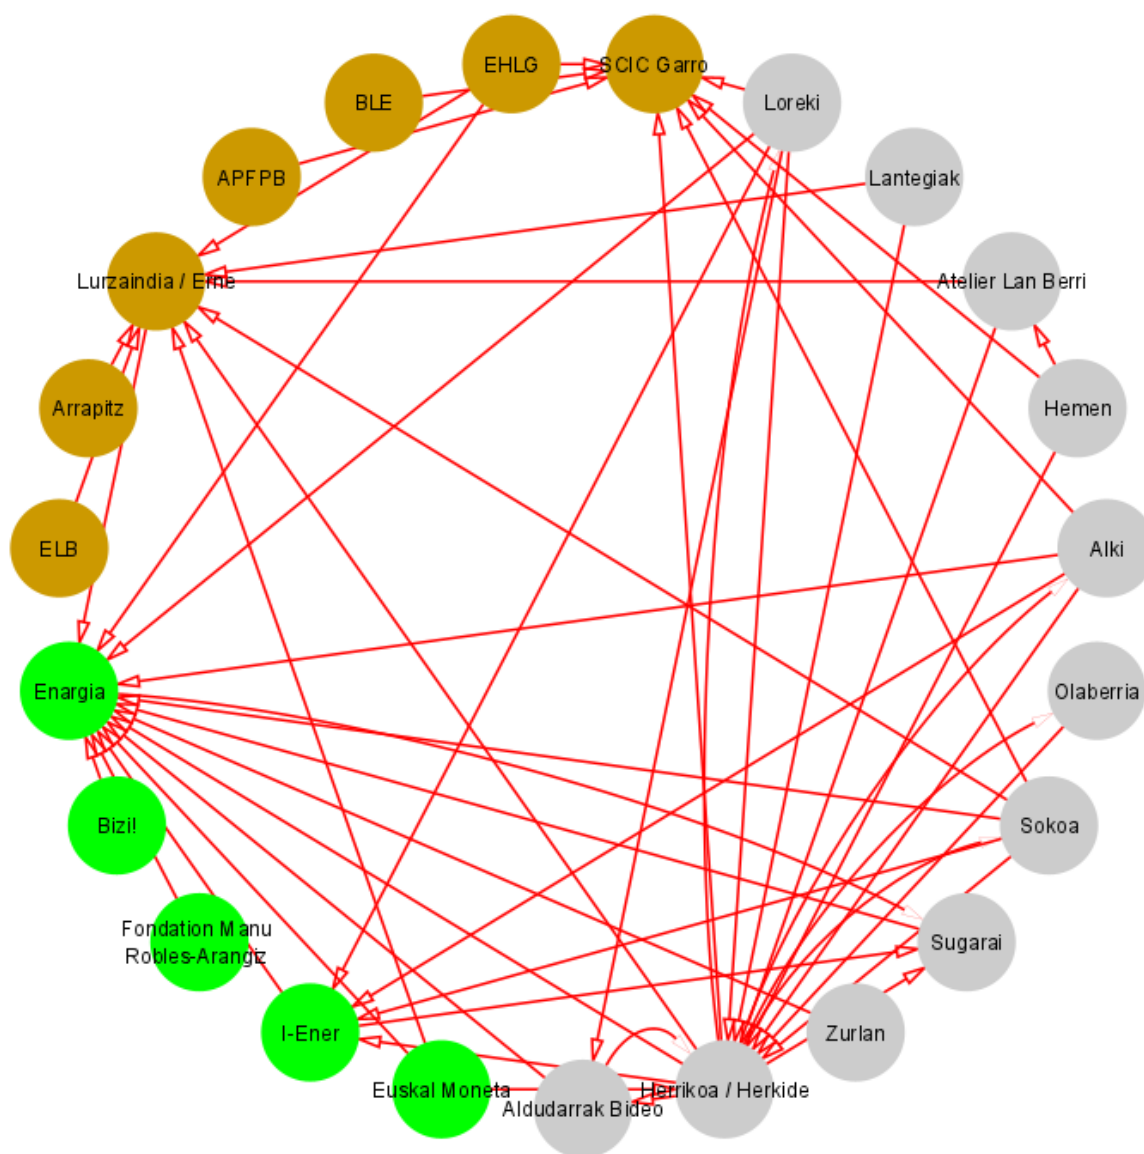 EHLG
SCIC Garro
BLE
Loreki
APFPB
Lantegiak
Lurzaindia / Erne
Atelier Lan Berri
Arrapitz
Hemen
ELB
Alki
Enargia
Olaberria
Bizi!
Sokoa
Fondation Manu
Robles-Arangiz
Sugarai
I-Ener
Zurlan
Euskal Moneta
Herrikoa / Herkide
Aldudarrak Bideo